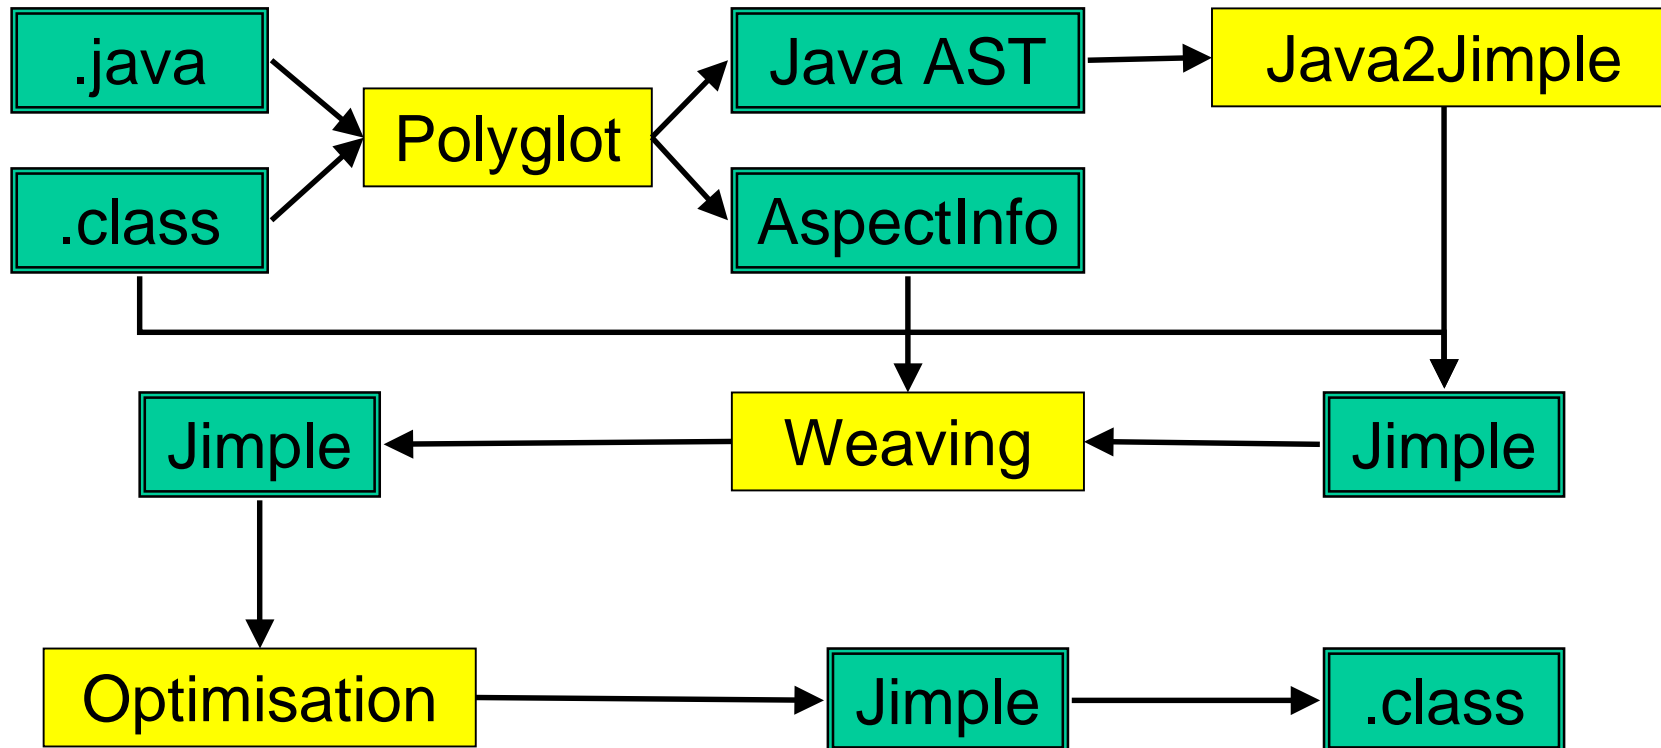 .java
Java AST
Java2Jimple
Polyglot
.class
AspectInfo
Jimple
Weaving
Jimple
Optimisation
Jimple
.class